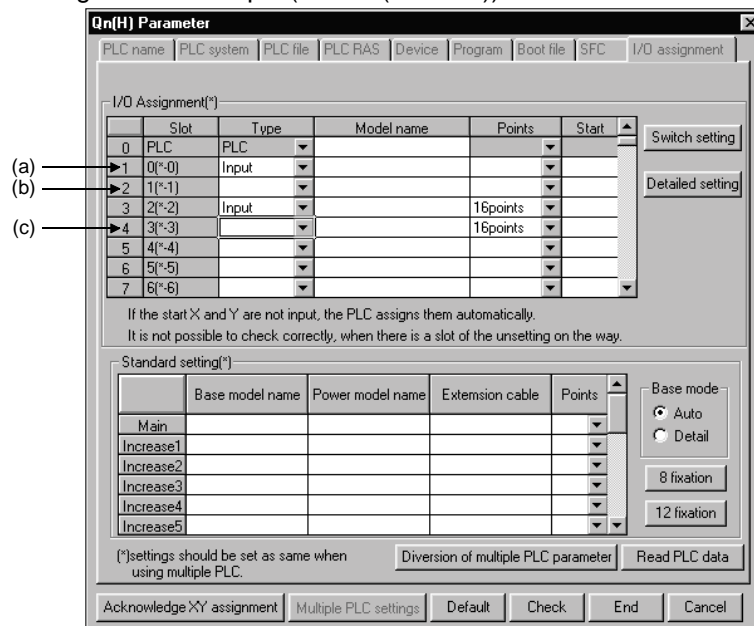 Qn(H) Parameter
PLC name PLC system PLC file PLC RAS Device Program Boot file SFC I/O assignment
I/O Assignment(*)
Slot Type Model name Points Start
Switch setting
0 PLC PLC
(a) 1 0(*-0) Input
(b) 2 1(*-1)
Detailed setting
3 2(*-2) Input 16points
(c) 4 3(*-3) 16points
5 4(*-4)
6 5(*-5)
7 6(*-6)
If the start X and Y are not input, the PLC assigns them automatically.
It is not possible to check correctly, when there is a slot of the unsetting on the way.
Standard setting(*)
Base model name Power model name Extemsion cable Points
Base mode
Auto
Detail
Main
Increase1
Increase2
Increase3
Increase4
Increase5
8 fixation
12 fixation
(*)settings should be set as same when
using multiple PLC.
Diversion of multiple PLC parameter Read PLC data
Acknowledge XY assignment Multiple PLC settings Default Check End Cancel